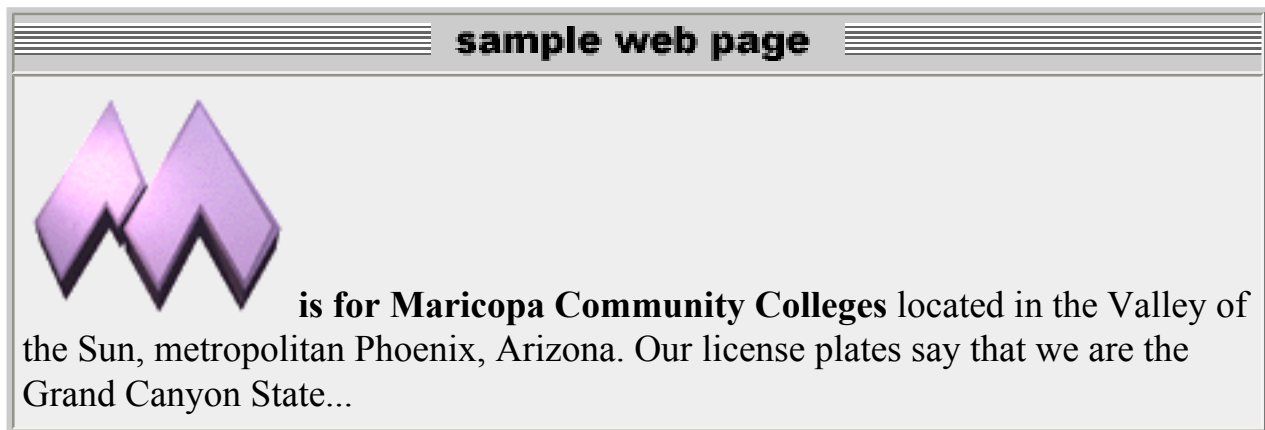 sample web page
is for Maricopa Community Colleges located in the Valley of
the Sun, metropolitan Phoenix, Arizona. Our license plates say that we are the
Grand Canyon State...